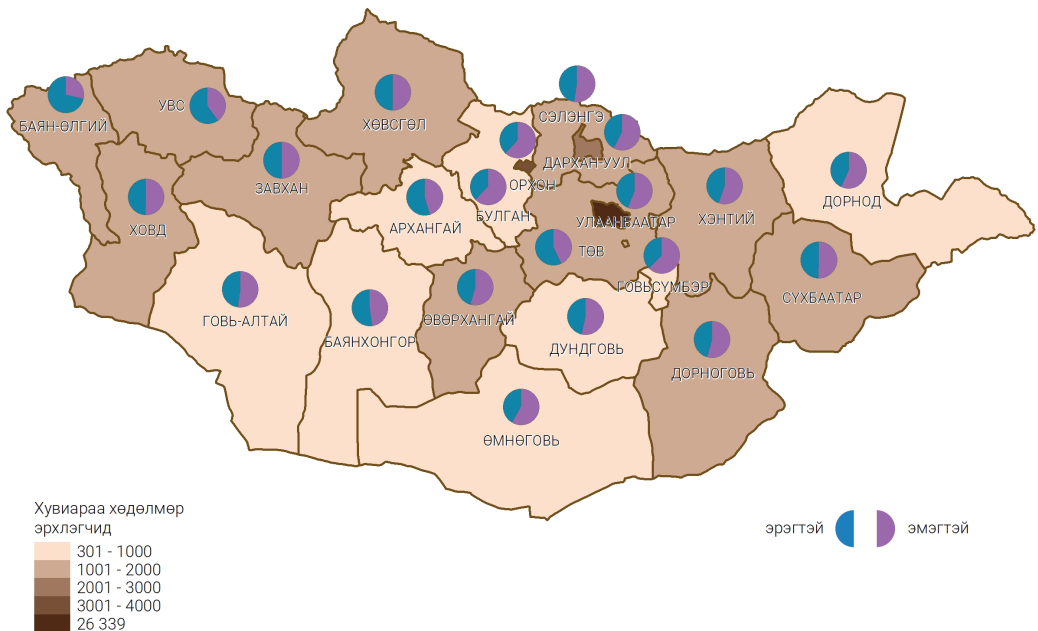 СЭЛЭНГЭ
УВС
ХӨВСГӨЛ
БАЯН-ӨЛГИЙ
ДАРХАН-УУЛ
ЗАВХАН
ОРХОН
ДОРНОД
БУЛГАН
ХЭНТИЙ
УЛААНБААТАР
АРХАНГАЙ
ХОВД
ТӨВ
ГОВЬСҮМБЭР
СҮХБААТАР
ГОВЬ-АЛТАЙ
ӨВӨРХАНГАЙ
БАЯНХОНГОР
ДУНДГОВЬ
ДОРНОГОВЬ
ӨМНӨГОВЬ
Хувиараа хөдөлмөр
эрхлэгчид
301 - 1000
1001 - 2000
2001 - 3000
3001 - 4000
26 339
эрэгтэй эмэгтэй